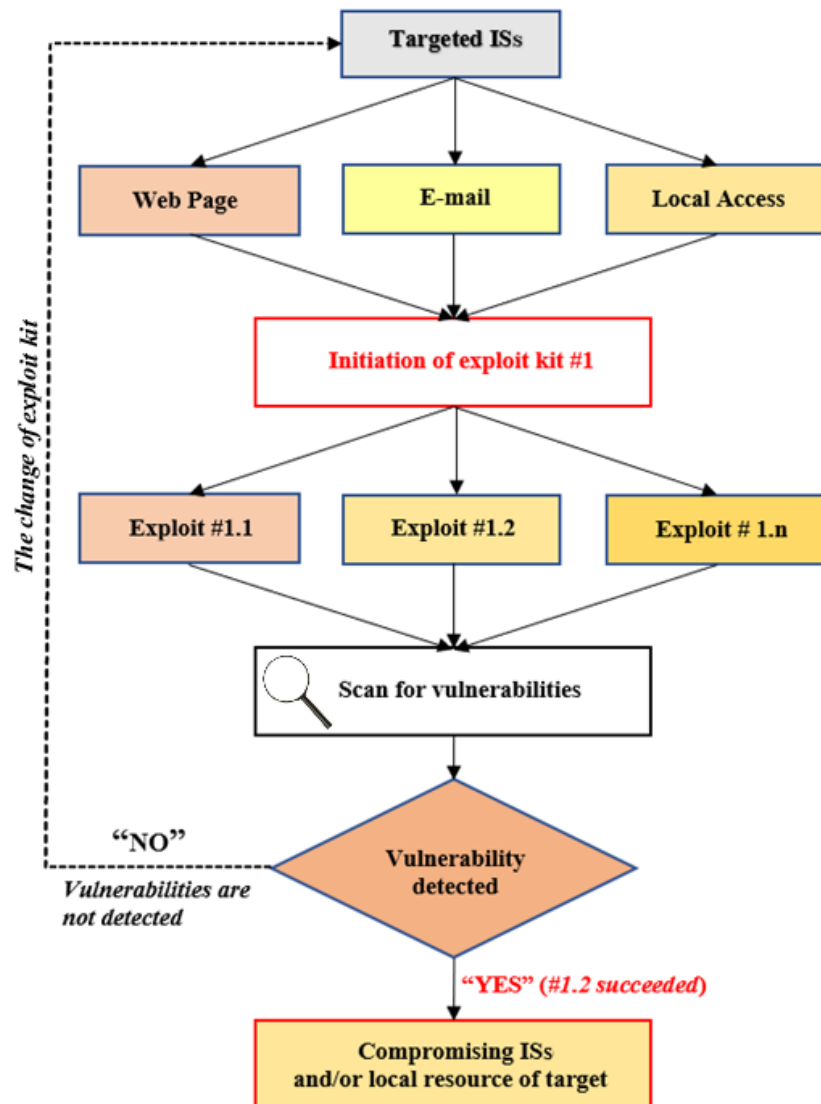 Targeted ISs
Web Page
E-mail
Local Access
Initiation of exploit kit #1
The change of exploit kit
Exploit #1.1
Exploit #1.2
Exploit # 1.n
Scan for vulnerabilities
“NO”
Vulnerabilities are
not detected
Vulnerability
detected
“YES” (#1.2 succeeded)
Compromising ISs
and/or local resource of target